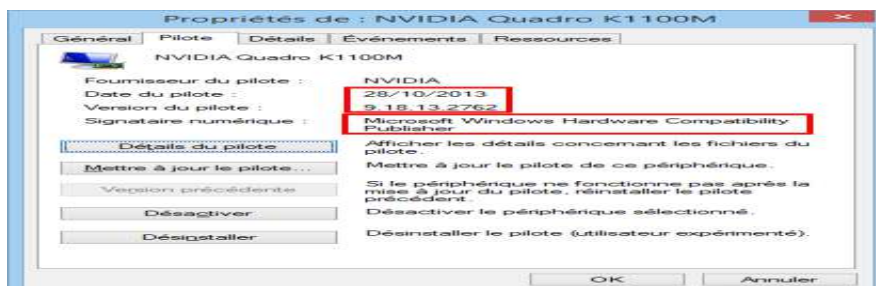 Propriétés de : NVIDIA Quadro K1100M
Général Pilote Détails Événements Ressources
NVIDIA Quadro K1100M
Fournisseur du pilote : NVIDIA
Date du pilote : 28/10/2013
Version du pilote : 9.18.13.2762
Signataire numérique : Microsoft Windows Hardware Compatibility
Publisher
Détails du pilote Afficher les détails concernant les fichiers du
pilote.
Mettre à jour le pilote... Mettre à jour le pilote de ce périphérique.
Version précédente Si le périphérique ne fonctionne pas après la
mise à jour du pilote, réinstaller le pilote
précédent.
Désactiver Désactiver le périphérique sélectionné.
Désinstaller Désinstaller le pilote (utilisateur expérimenté).
OK Annuler